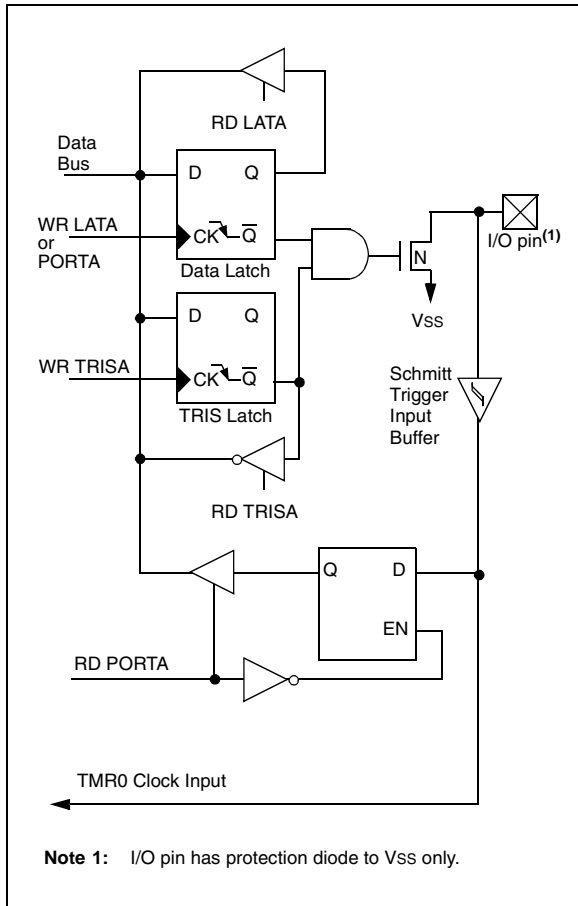 RD LATA
Data
Bus
D Q
WR LATA
or
PORTA
CK Q̅
Data Latch
N
I/O pin(1)
VSS
D Q
WR TRISA
CK Q̅
TRIS Latch
Schmitt
Trigger
Input
Buffer
RD TRISA
Q D
EN
RD PORTA
TMR0 Clock Input
Note 1: I/O pin has protection diode to VSS only.